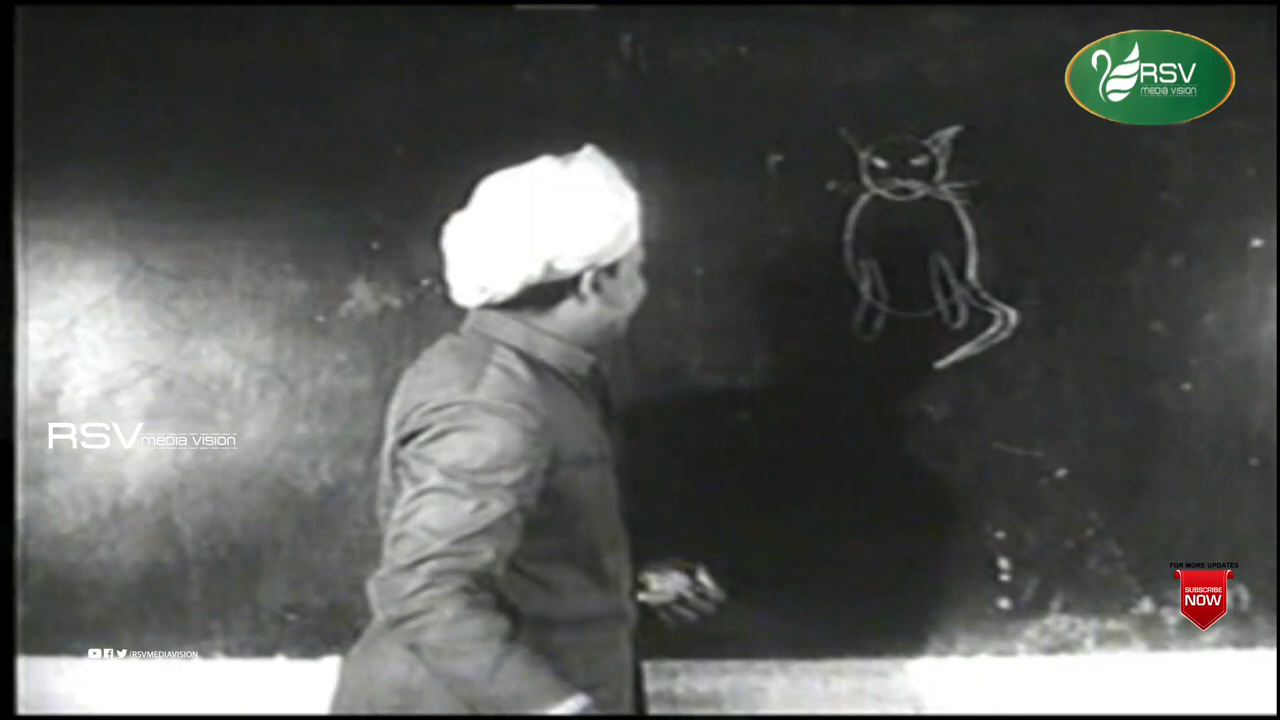 RSV
media vision
RSV media vision
FOR MORE UPDATES
SUBSCRIBE
NOW
/RSVMEDIAVISION